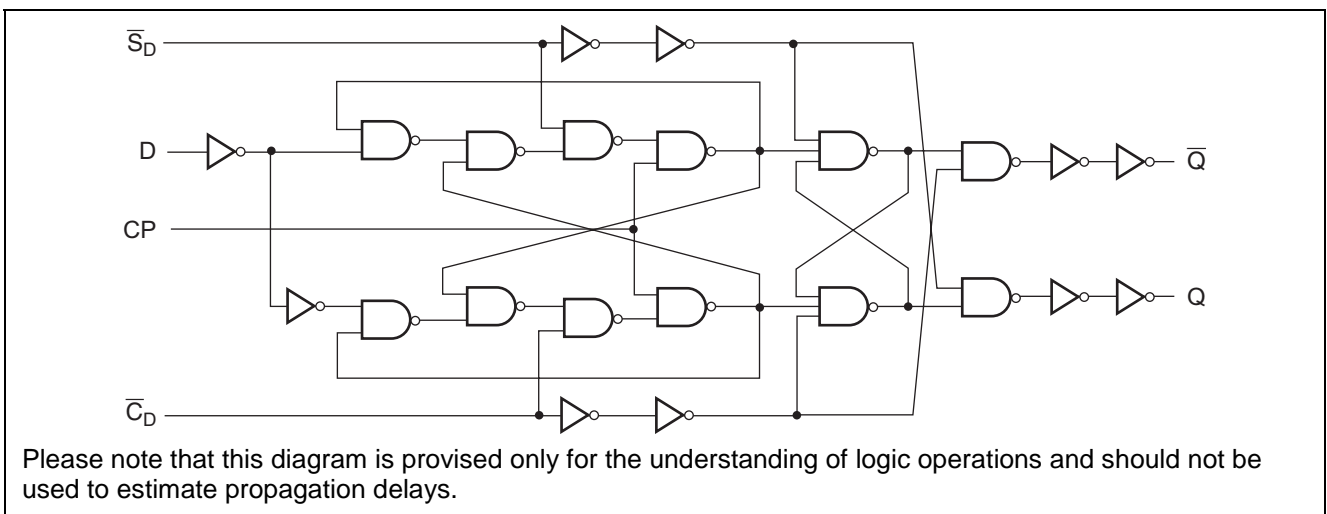 S̅D
D
Q̅
CP
Q
C̅D
Please note that this diagram is provised only for the understanding of logic operations and should not be
used to estimate propagation delays.